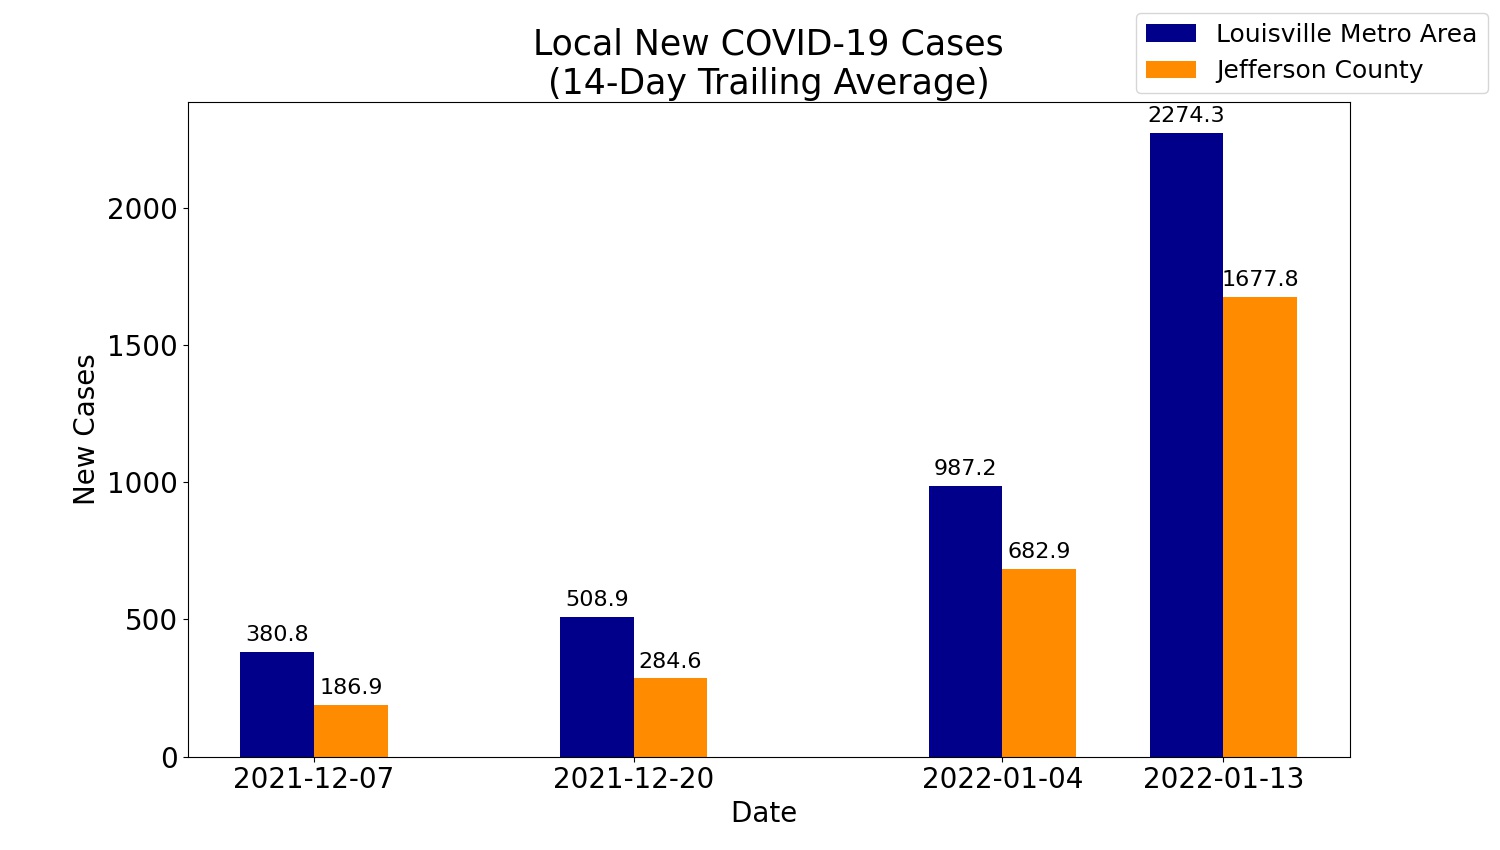 Local New COVID-19 Cases
(14-Day Trailing Average)
Louisville Metro Area
Jefferson County
New Cases
2000
1500
1000
500
0
380.8
186.9
508.9
284.6
987.2
682.9
2274.3
1677.8
2021-12-07
2021-12-20
2022-01-04
2022-01-13
Date